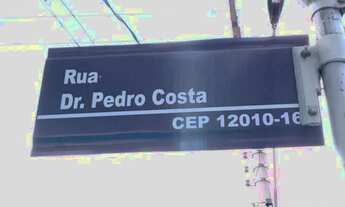 Rua
Dr. Pedro Costa
CEP 12010-16